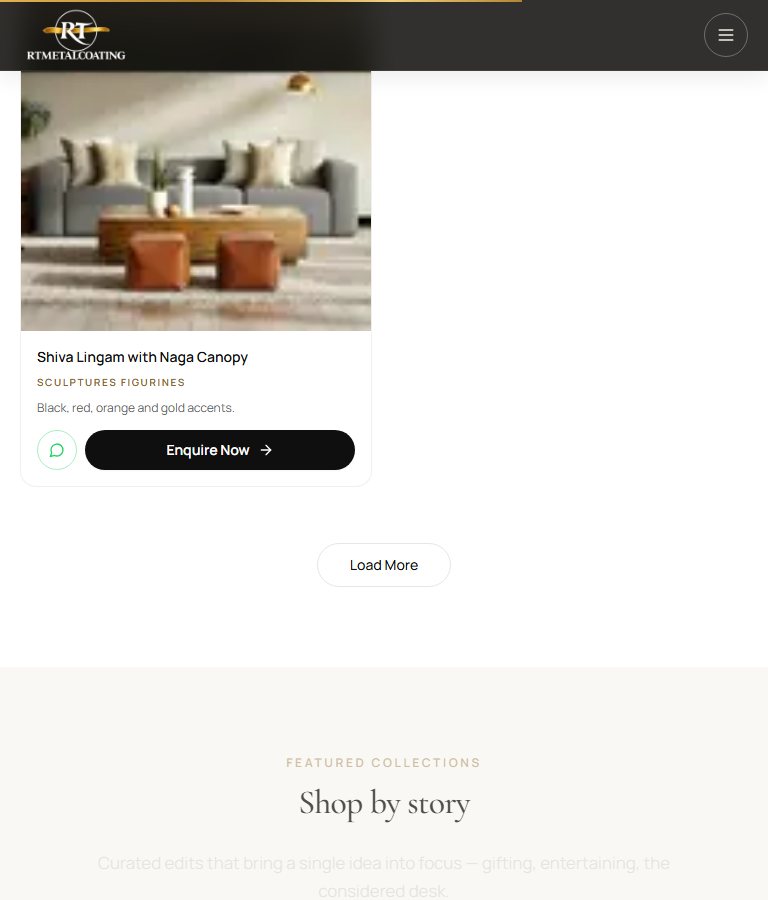 RT
RTMETALCOATING
Shiva Lingam with Naga Canopy
SCULPTURES FIGURINES
Black, red, orange and gold accents.
Enquire Now
Load More
FEATURED COLLECTIONS
Shop by story
Curated edits that bring a single idea into focus — gifting, entertaining, the
considered desk.